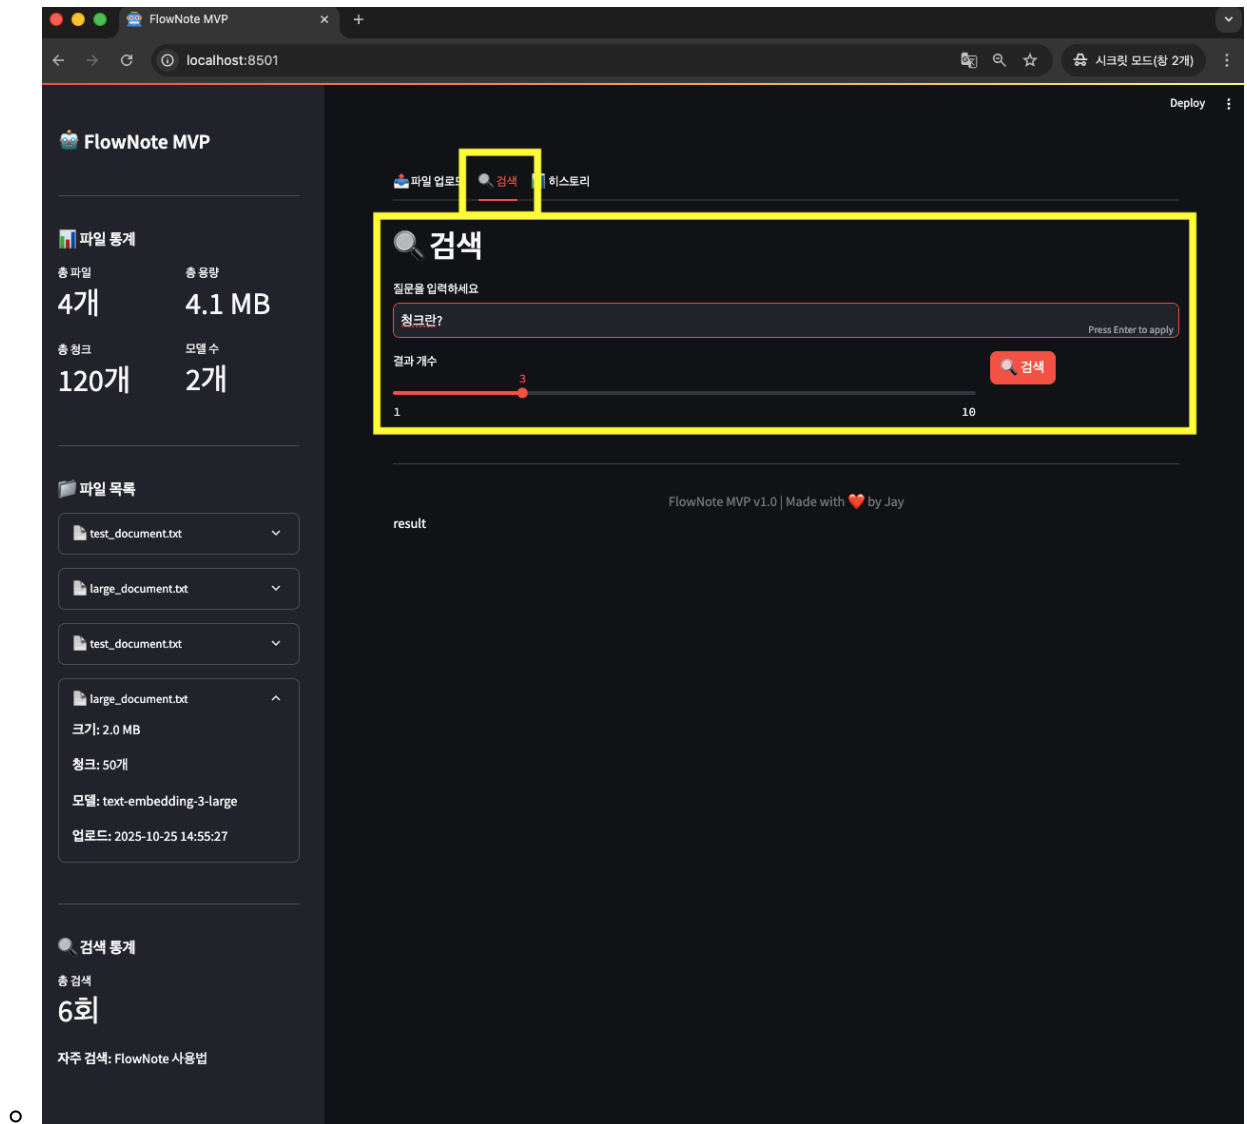 FlowNote MVP
localhost:8501
시크릿 모드(창 2개)
Deploy
FlowNote MVP
파일 통계
총 파일
총 용량
4개
4.1 MB
총 청크
모델 수
120개
2개
파일 목록
test_document.txt
large_document.txt
test_document.txt
large_document.txt
크기: 2.0 MB
청크: 50개
모델: text-embedding-3-large
업로드: 2025-10-25 14:55:27
검색 통계
총 검색
6회
자주 검색: FlowNote 사용법
파일 업로드
검색
히스토리
검색
질문을 입력하세요
청크란?
Press Enter to apply
결과 개수
3
1
10
검색
FlowNote MVP v1.0 | Made with ❤️ by Jay
result